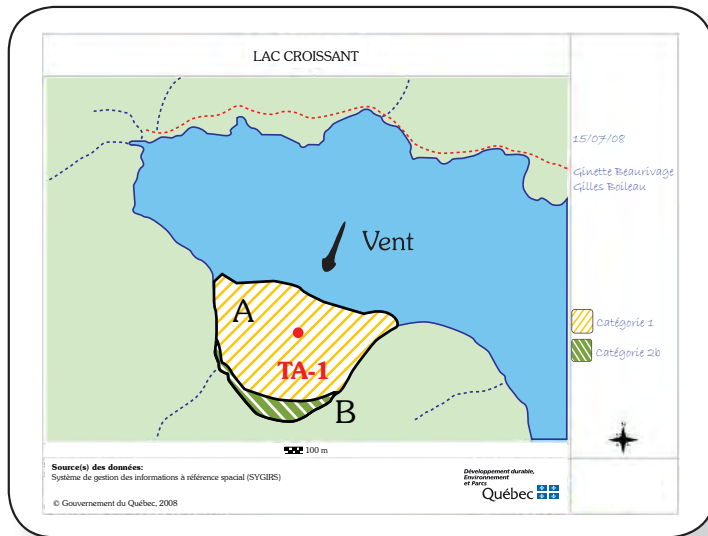 LAC CROISSANT
15/07/08
Ginette Beaurivage
Gilles Boileau
Vent
A
TA-1
B
Catégorie 1
Catégorie 2b
N
100 m
Source(s) des données:
Système de gestion des informations à référence spacial (SYGIRS)
© Gouvernement du Québec, 2008
Développement durable,
Environnement
et Parcs
Québec